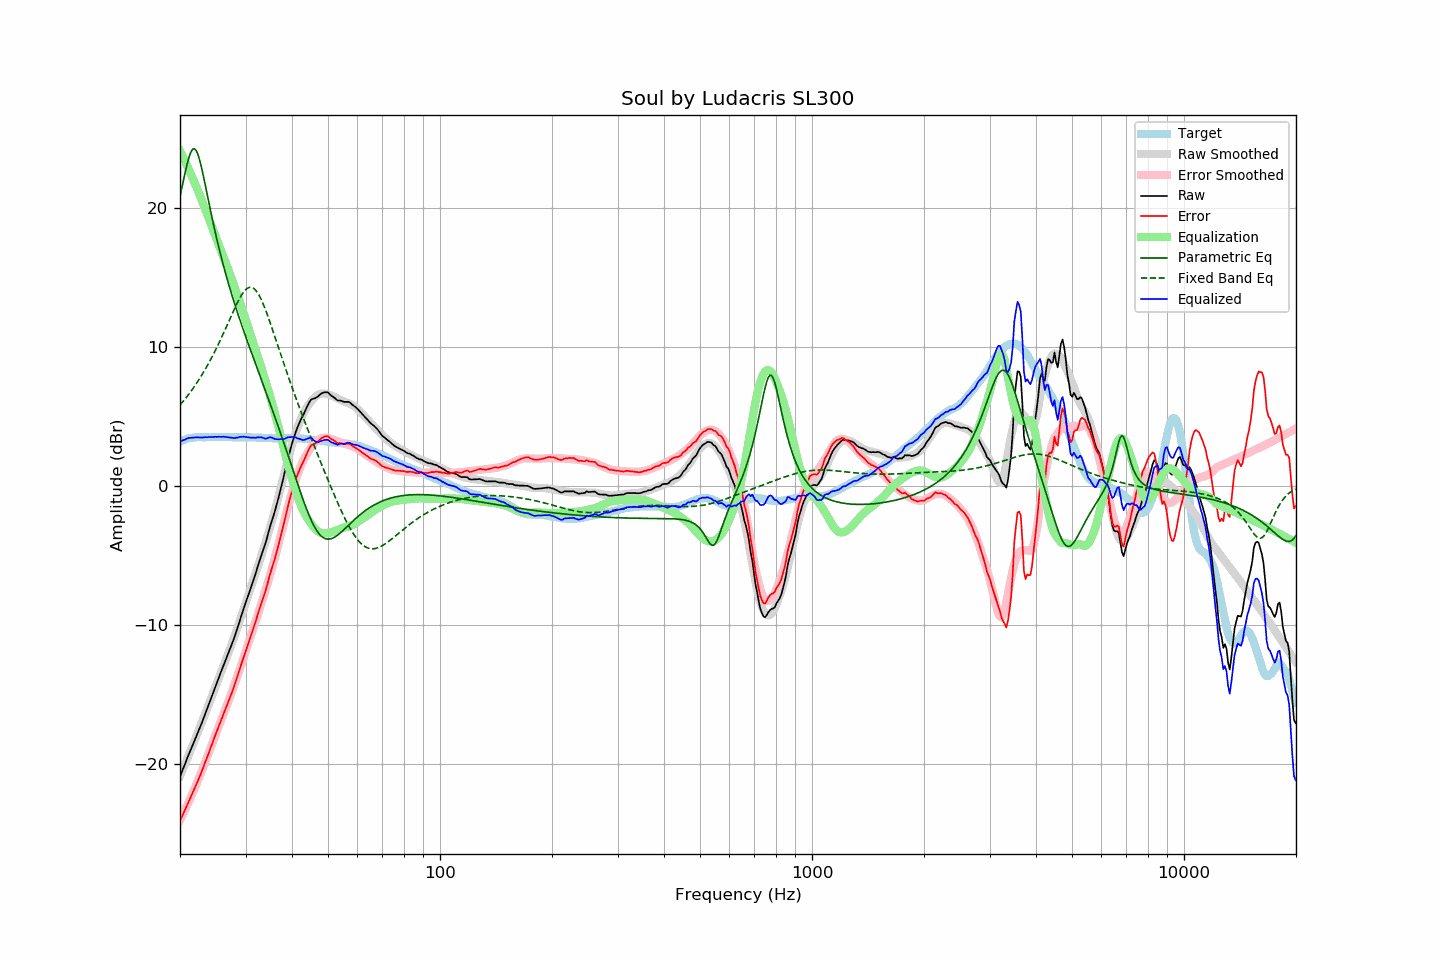 Soul by Ludacris SL300
Target
Raw Smoothed
Error Smoothed
Raw
Error
Equalization
Parametric Eq
Fixed Band Eq
Equalized
Amplitude (dBr)
20
10
0
−10
−20
100
1000
10000
Frequency (Hz)